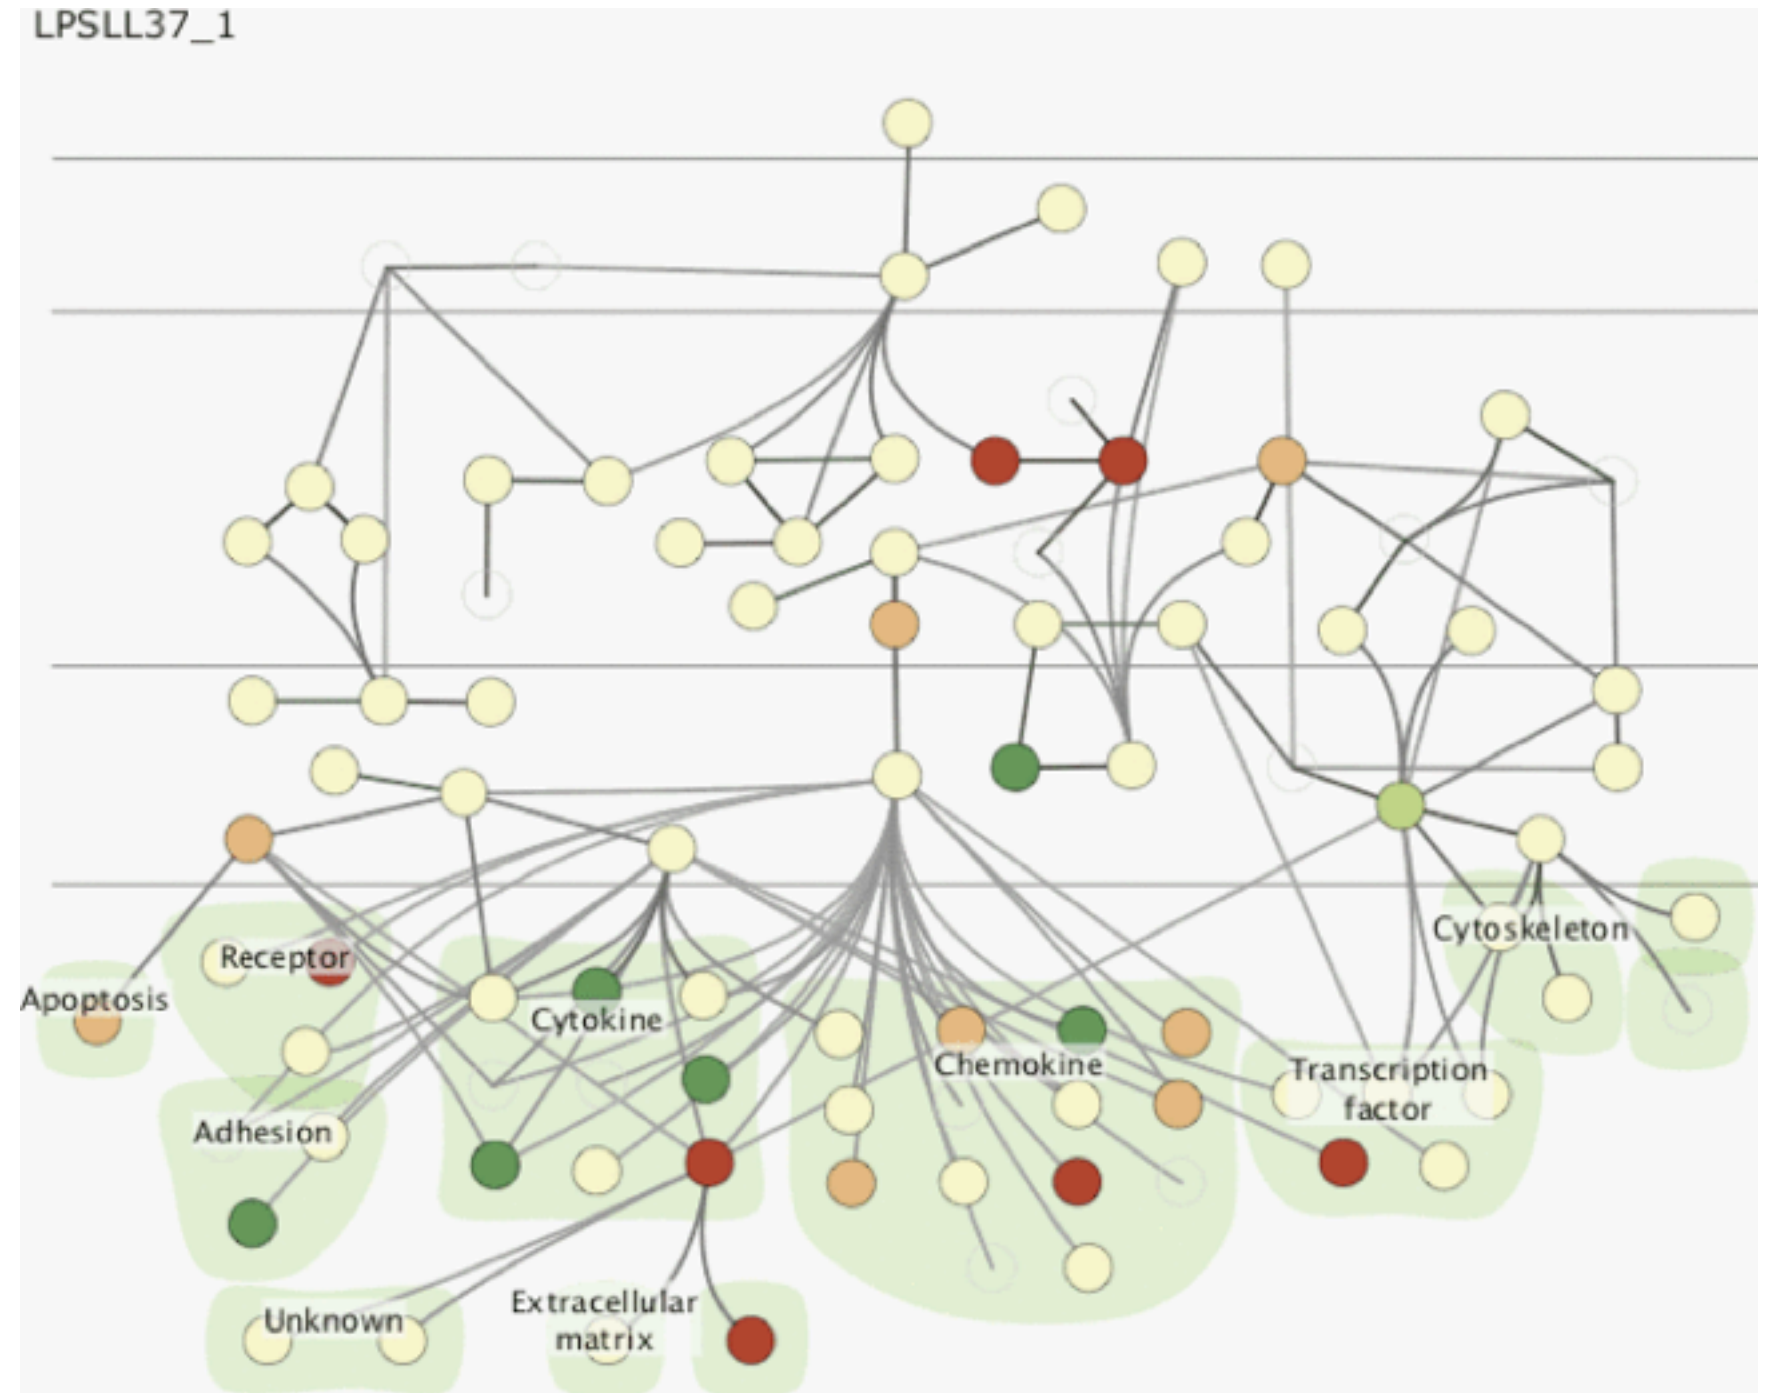 LPSLL37_1
Cytoskeleton
Receptor
Apoptosis
Cytokine
Chemokine
Transcription
factor
Adhesion
Unknown
Extracellular
matrix